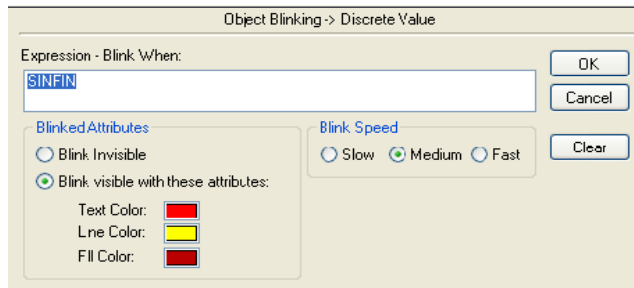 Object Blinking -> Discrete Value
Expression - Blink When:
SINFIN
OK
Cancel
Clear
Blinked Attributes
Blink Invisible
Blink visible with these attributes:
Text Color:
Lne Color:
FIl Color:
Blink Speed
Slow Medium Fast